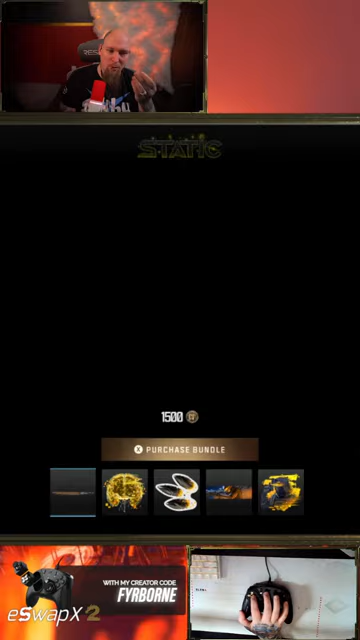 STATIC
1500
X PURCHASE BUNDLE
WITH MY CREATOR CODE
FYRBORNE
eSwapX 2